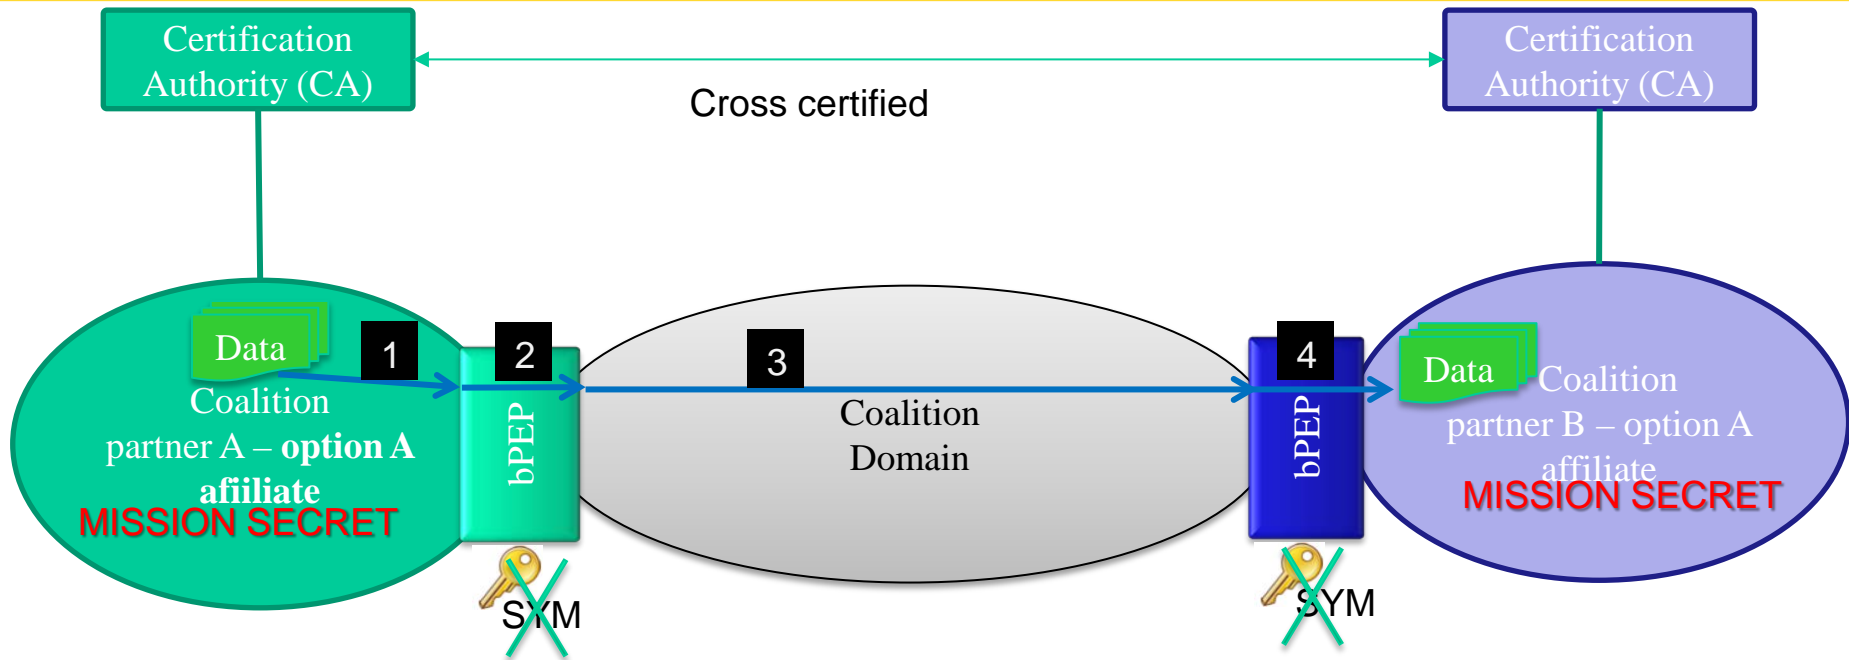 Certification
Authority (CA)
Certification
Authority (CA)
Cross certified
Data
1
2
3
4
Data
Coalition
partner A – option A
afiiliate
MISSION SECRET
bPEP
Coalition
Domain
bPEP
Coalition
partner B – option A
affiliate
MISSION SECRET
SYM
SYM